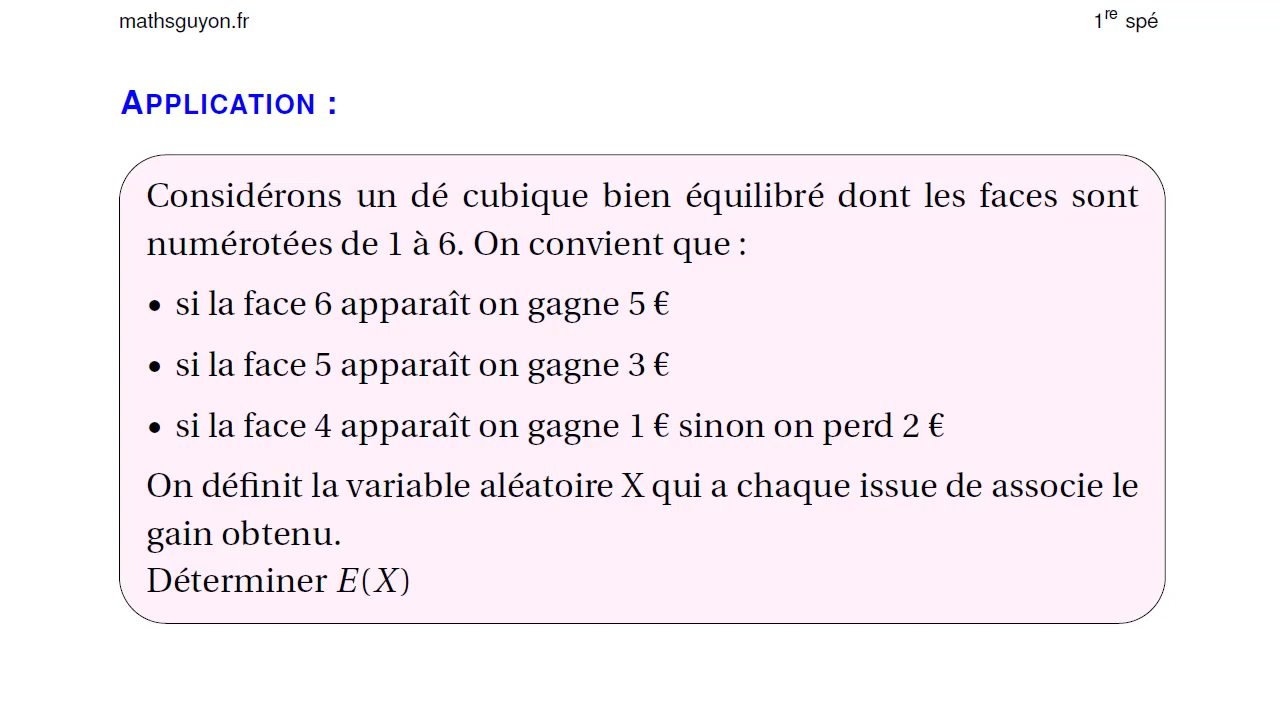 mathsguyon.fr 1re spé
APPLICATION :
Considérons un dé cubique bien équilibré dont les faces sont
numérotées de 1 à 6. On convient que :
• si la face 6 apparaît on gagne 5 €
• si la face 5 apparaît on gagne 3 €
• si la face 4 apparaît on gagne 1 € sinon on perd 2 €
On définit la variable aléatoire X qui a chaque issue de associe le
gain obtenu.
Déterminer E(X)